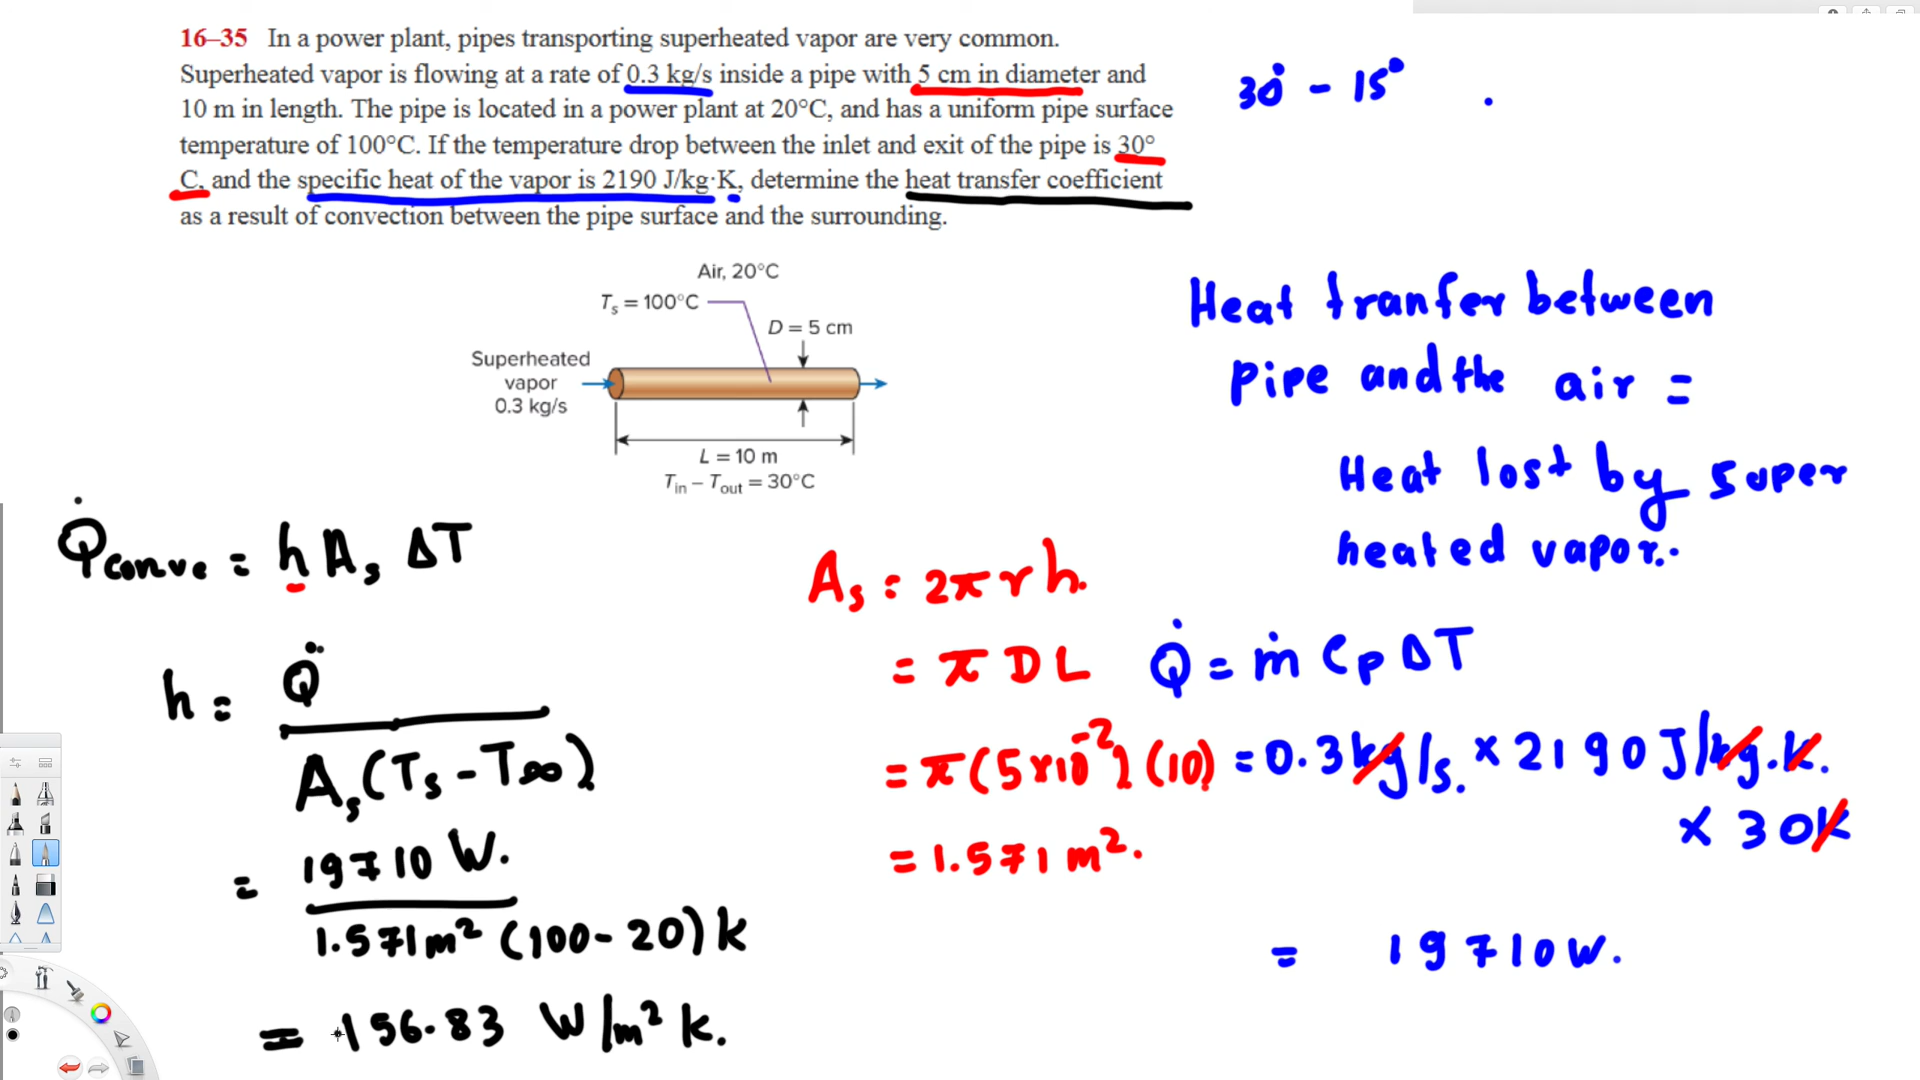 16–35 In a power plant, pipes transporting superheated vapor are very common.
Superheated vapor is flowing at a rate of 0.3 kg/s inside a pipe with 5 cm in diameter and
10 m in length. The pipe is located in a power plant at 20°C, and has a uniform pipe surface
temperature of 100°C. If the temperature drop between the inlet and exit of the pipe is 30°
C, and the specific heat of the vapor is 2190 J/kg·K, determine the heat transfer coefficient
as a result of convection between the pipe surface and the surrounding.
30° - 15° .
Air, 20°C
Ts = 100°C
D = 5 cm
Superheated
vapor
0.3 kg/s
L = 10 m
Tin – Tout = 30°C
Heat tranfer between
pipe and the air =
Heat lost by super
heated vapor.
Q̇conve = h As ΔT
h = Q̇
As (Ts - T∞)
= 19710 W.
1.571 m² (100 - 20) k
= 156.83 W/m² k.
As = 2πrh.
= π D L
= π (5×10⁻²) (10)
= 1.571 m².
Q̇ = ṁ Cp ΔT
= 0.3 kg/s. × 2190 J/kg.k.
× 30k
= 19710 W.